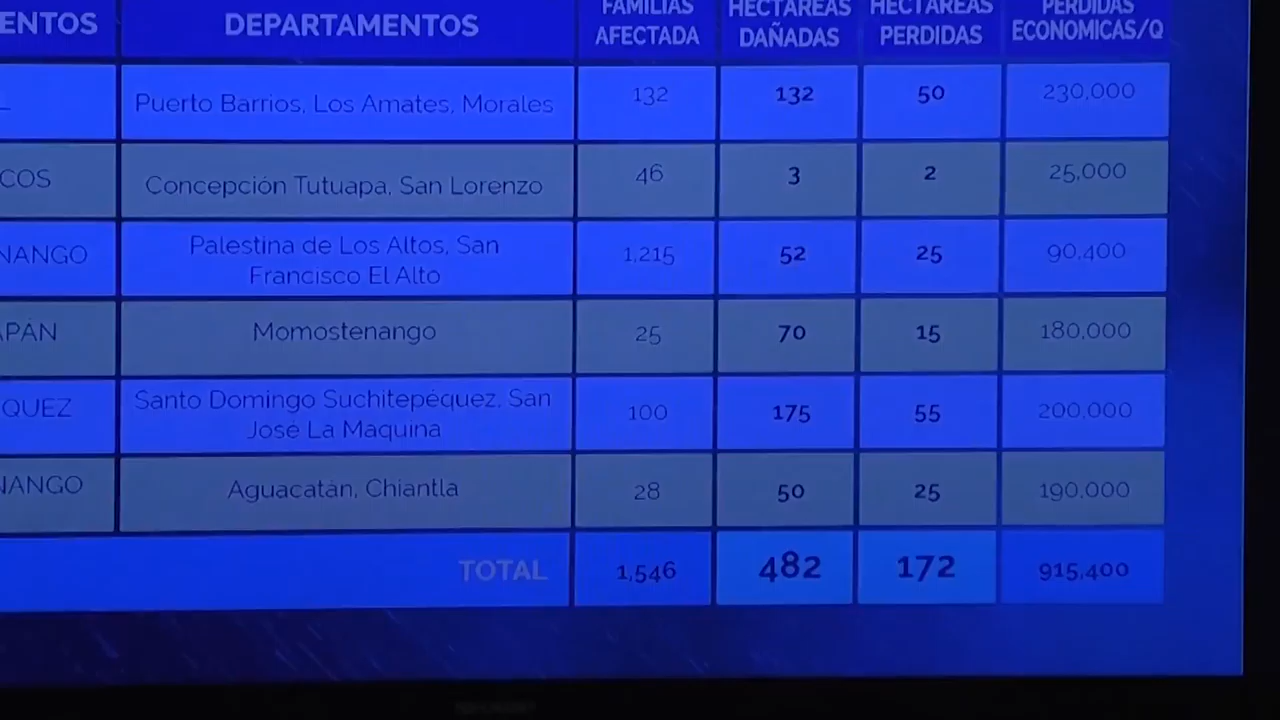 ENTOS DEPARTAMENTOS FAMILIAS AFECTADA HECTAREAS DAÑADAS HECTAREAS PERDIDAS PERDIDAS ECONOMICAS/Q
L Puerto Barrios, Los Amates, Morales 132 132 50 230,000
COS Concepción Tutuapa, San Lorenzo 46 3 2 25,000
NANGO Palestina de Los Altos, San Francisco El Alto 1,215 52 25 90,400
APÁN Momostenango 25 70 15 180,000
QUEZ Santo Domingo Suchitepéquez, San José La Maquina 100 175 55 200,000
NANGO Aguacatán, Chiantla 28 50 25 190,000
TOTAL 1,546 482 172 915,400